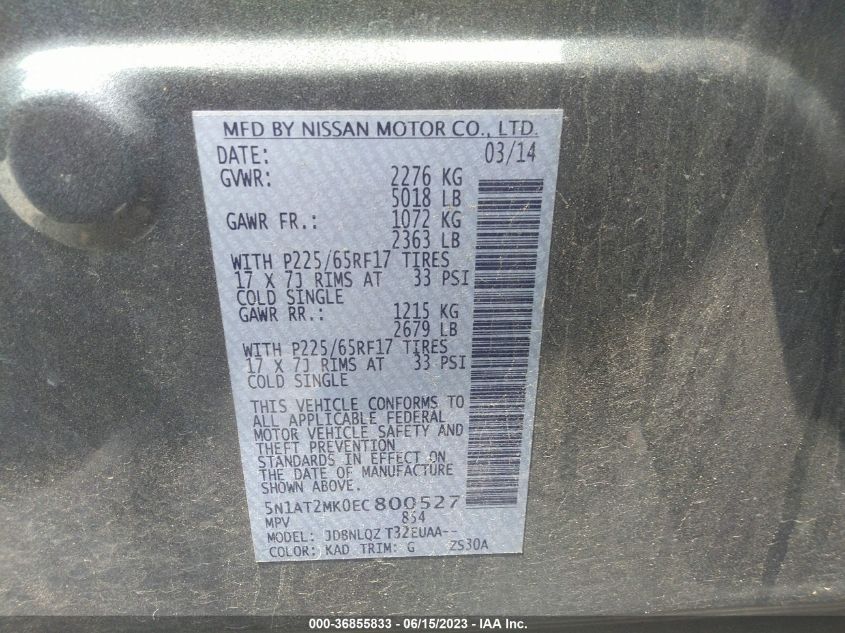 MFD BY NISSAN MOTOR CO., LTD.
DATE: 03/14
GVWR: 2276 KG
5018 LB
GAWR FR.: 1072 KG
2363 LB
WITH P225/65RF17 TIRES
17 X 7J RIMS AT 33 PSI
COLD SINGLE
GAWR RR.: 1215 KG
2679 LB
WITH P225/65RF17 TIRES
17 X 7J RIMS AT 33 PSI
COLD SINGLE
THIS VEHICLE CONFORMS TO
ALL APPLICABLE FEDERAL
MOTOR VEHICLE SAFETY AND
THEFT PREVENTION
STANDARDS IN EFFECT ON
THE DATE OF MANUFACTURE
SHOWN ABOVE.
5N1AT2MK0EC800527
MPV 854
MODEL: JDBNLQZ T32EUAA--
COLOR: KAD TRIM: G ZS30A
000-36855833 - 06/15/2023 - IAA Inc.